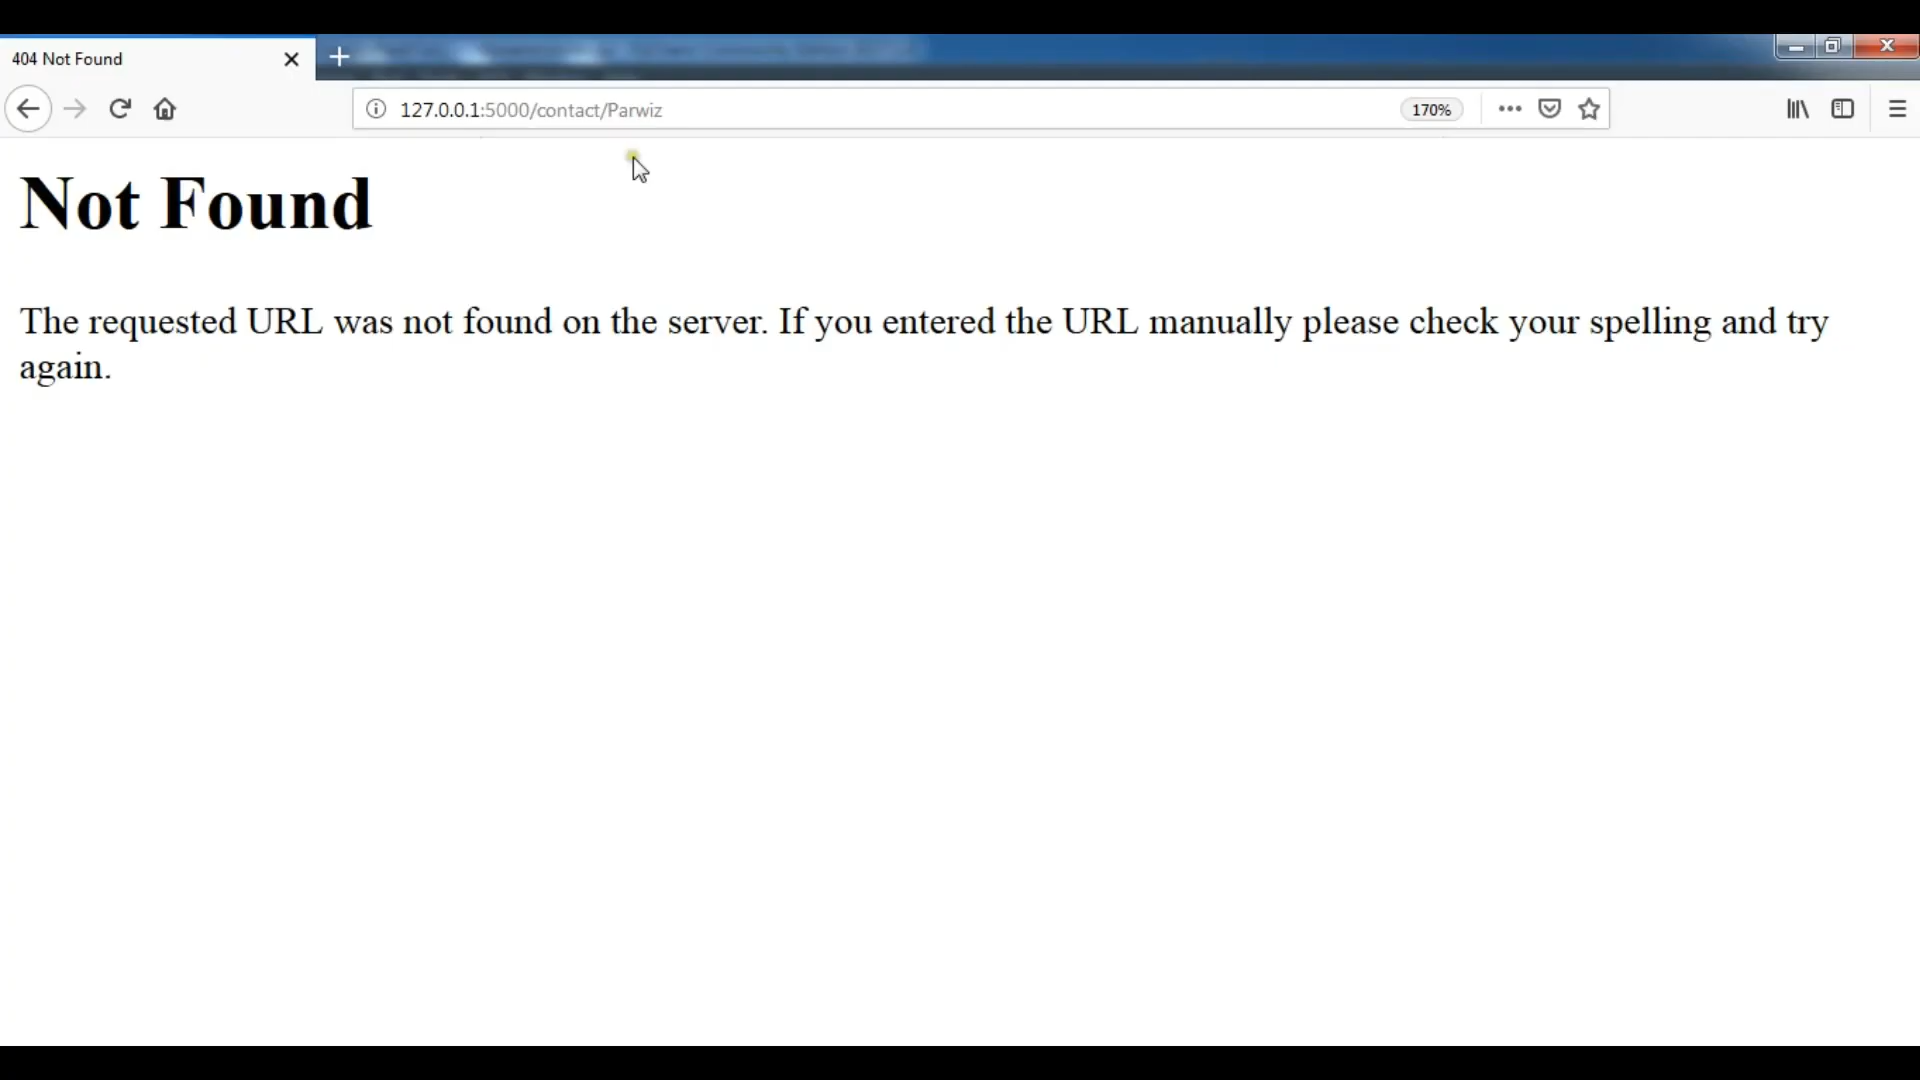 404 Not Found
127.0.0.1:5000/contact/Parwiz
170%
Not Found
The requested URL was not found on the server. If you entered the URL manually please check your spelling and try
again.